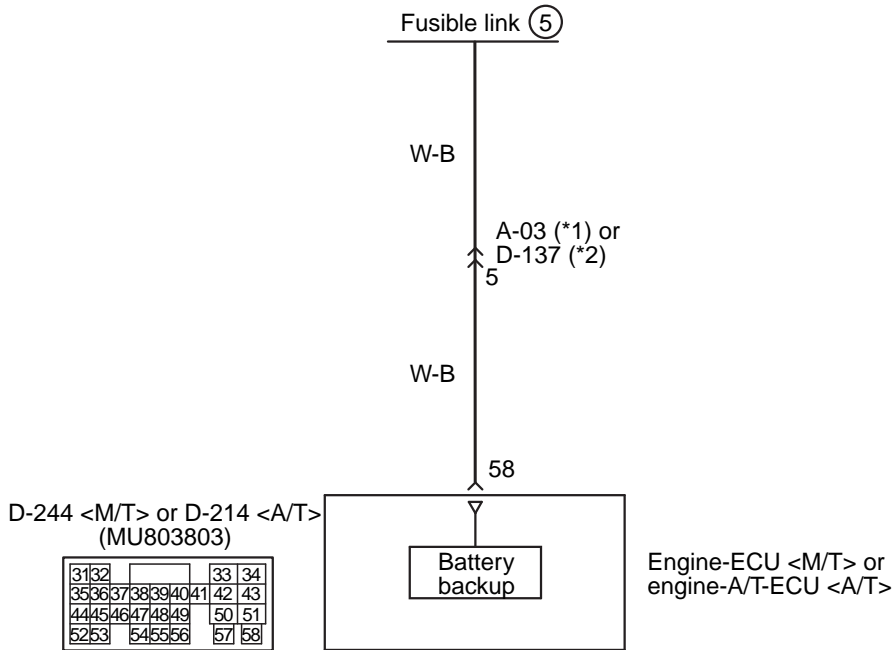 Fusible link 5
W-B
A-03 (*1) or
D-137 (*2)
5
W-B
58
D-244 <M/T> or D-214 <A/T>
(MU803803)
31 32 33 34
35 36 37 38 39 40 41 42 43
44 45 46 47 48 49 50 51
52 53 54 55 56 57 58
Battery
backup
Engine-ECU <M/T> or
engine-A/T-ECU <A/T>